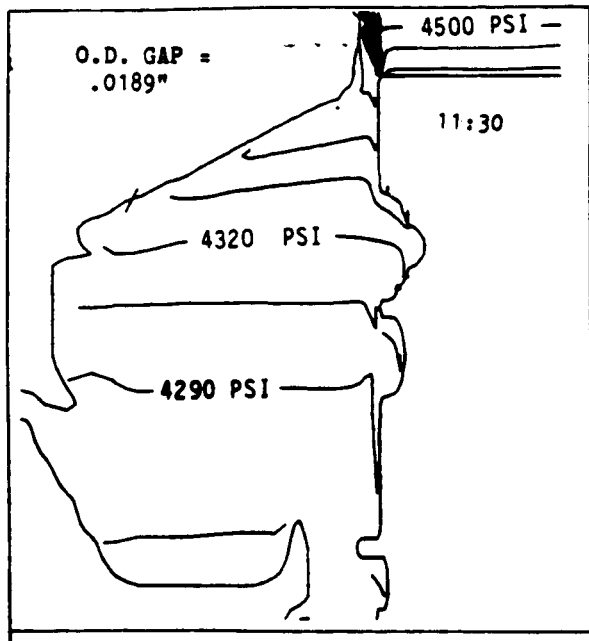 4500 PSI
O.D. GAP =
.0189"
11:30
4320 PSI
4290 PSI